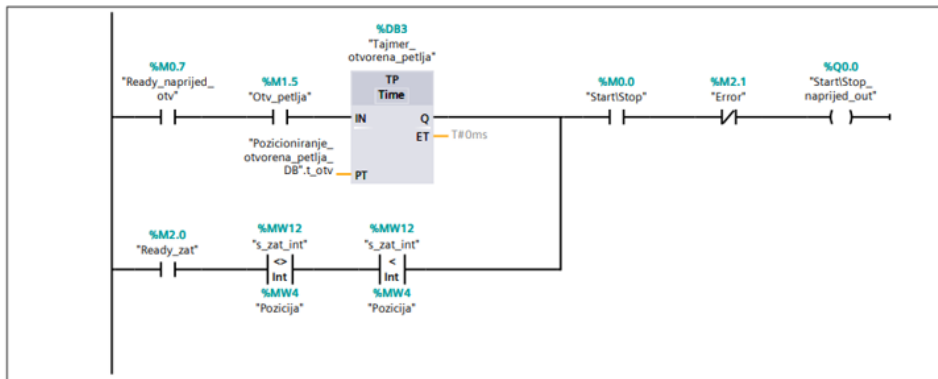 %DB3
"Tajmer_
otvorena_petlja"
%M0.7
"Ready_naprijed_
otv"
%M1.5
"Otv_petlja"
TP
Time
IN
Q
ET
T#0ms
"Pozicioniranje_
otvorena_petlja_
DB".t_otv
PT
%M0.0
"Start\Stop"
%M2.1
"Error"
%Q0.0
"Start\Stop_
naprijed_out"
%M2.0
"Ready_zat"
%MW12
"s_zat_int"
<>
Int
%MW4
"Pozicija"
%MW12
"s_zat_int"
<
Int
%MW4
"Pozicija"